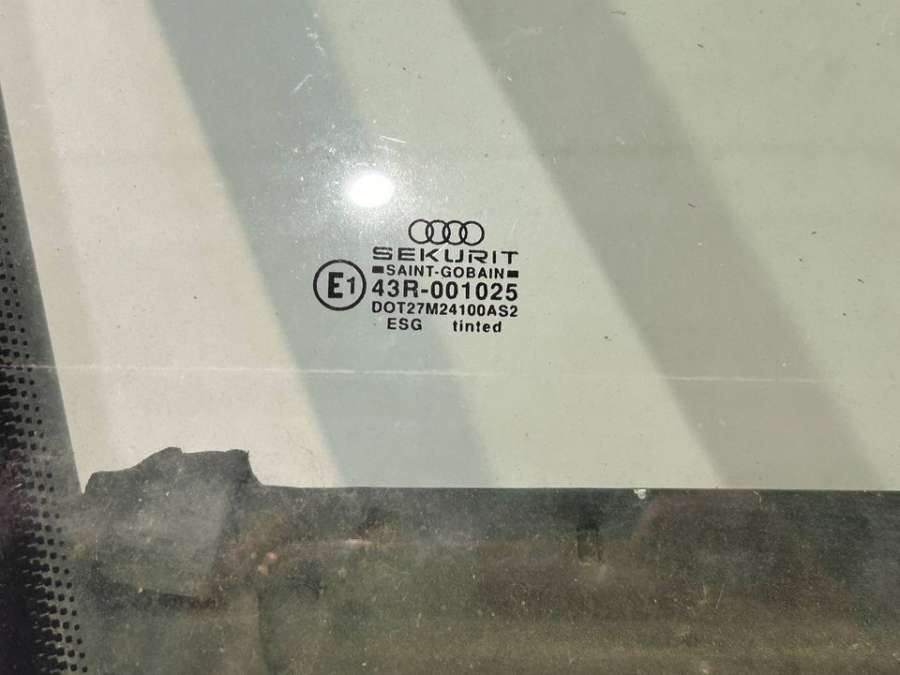 SEKURIT
SAINT-GOBAIN
E1 43R-001025
DOT27M24100AS2
ESG tinted